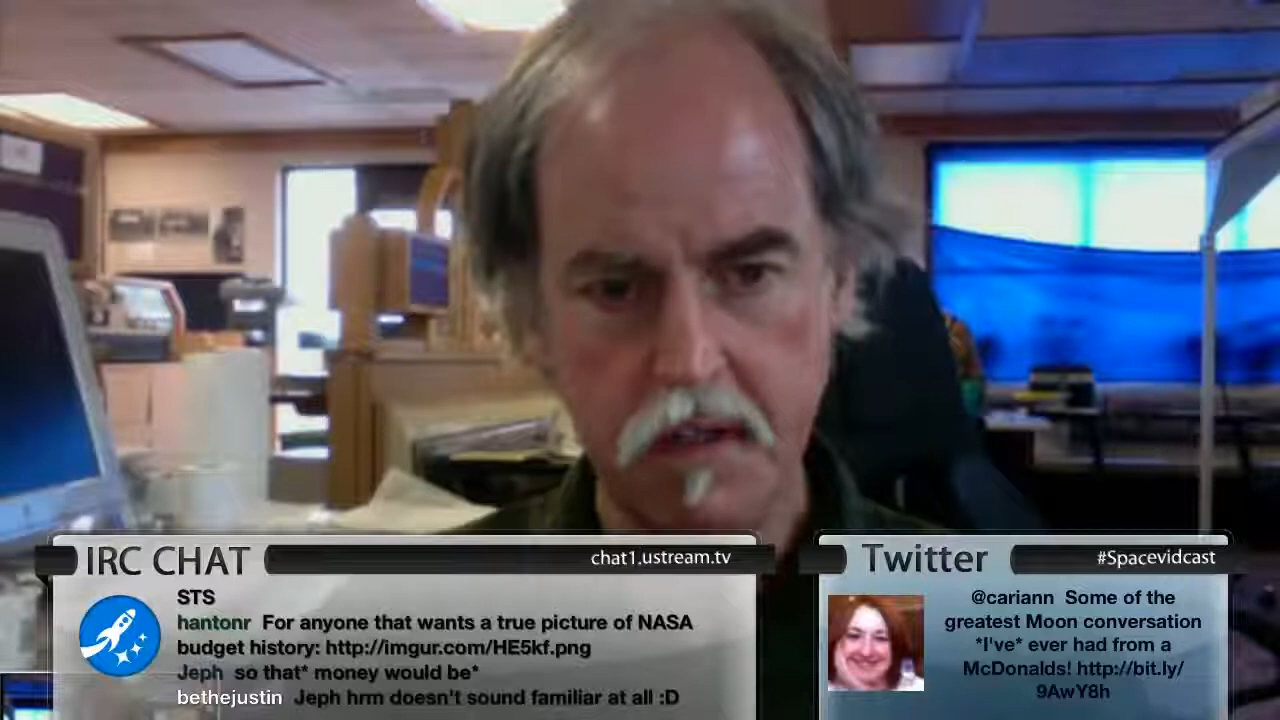 IRC CHAT
chat1.ustream.tv
STS
hantonr For anyone that wants a true picture of NASA
budget history: http://imgur.com/HE5kf.png
Jeph so that* money would be*
bethejustin Jeph hrm doesn't sound familiar at all :D
Twitter
#Spacevidcast
@cariann Some of the
greatest Moon conversation
*I've* ever had from a
McDonalds! http://bit.ly/
9AwY8h